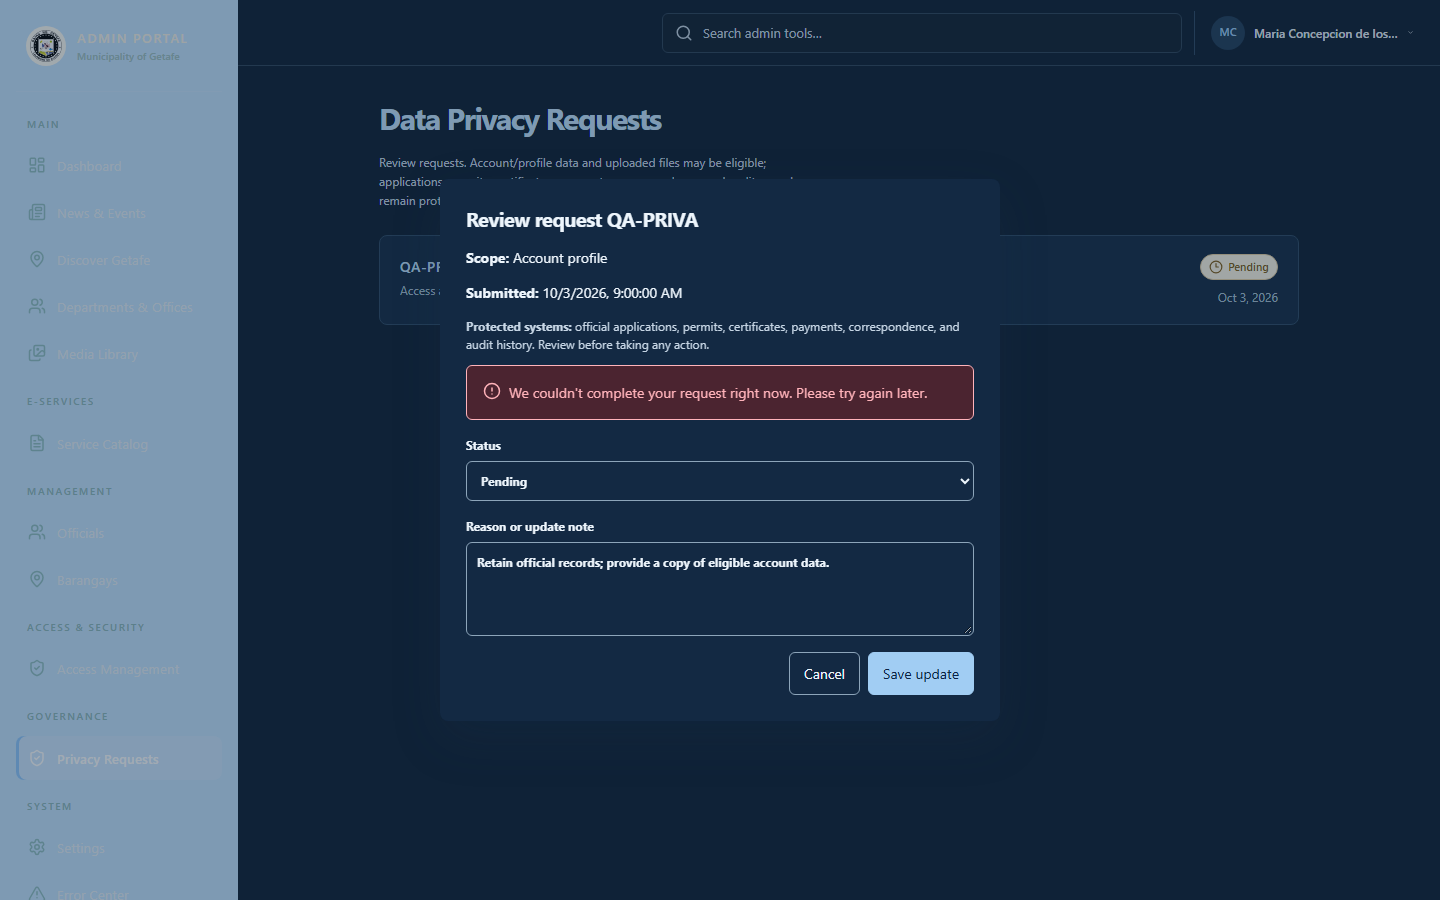 ADMIN PORTAL
Municipality of Getafe
MAIN
Dashboard
News & Events
Discover Getafe
Departments & Offices
Media Library
E-SERVICES
Service Catalog
MANAGEMENT
Officials
Barangays
ACCESS & SECURITY
Access Management
GOVERNANCE
Privacy Requests
SYSTEM
Settings
Error Center
Search admin tools...
MC
Maria Concepcion de los...
Data Privacy Requests
Review requests. Account/profile data and uploaded files may be eligible;
applications
remain prot
QA-PR
Access
Pending
Oct 3, 2026
Review request QA-PRIVA
Scope: Account profile
Submitted: 10/3/2026, 9:00:00 AM
Protected systems: official applications, permits, certificates, payments, correspondence, and
audit history. Review before taking any action.
We couldn't complete your request right now. Please try again later.
Status
Pending
Reason or update note
Retain official records; provide a copy of eligible account data.
Cancel
Save update